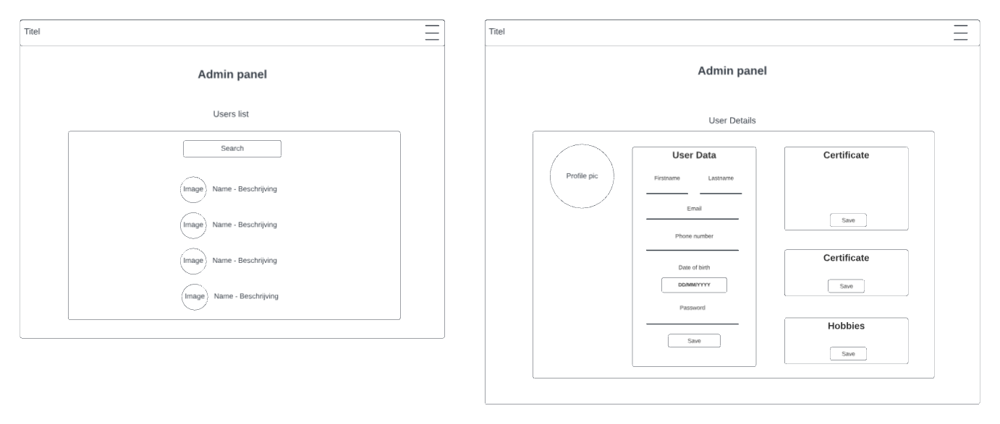 Titel
Admin panel
Users list
Search
Image Name - Beschrijving
Image Name - Beschrijving
Image Name - Beschrijving
Image Name - Beschrijving
Titel
Admin panel
User Details
Profile pic
User Data
Firstname Lastname
Email
Phone number
Date of birth
DD/MM/YYYY
Password
Save
Certificate
Save
Certificate
Save
Hobbies
Save